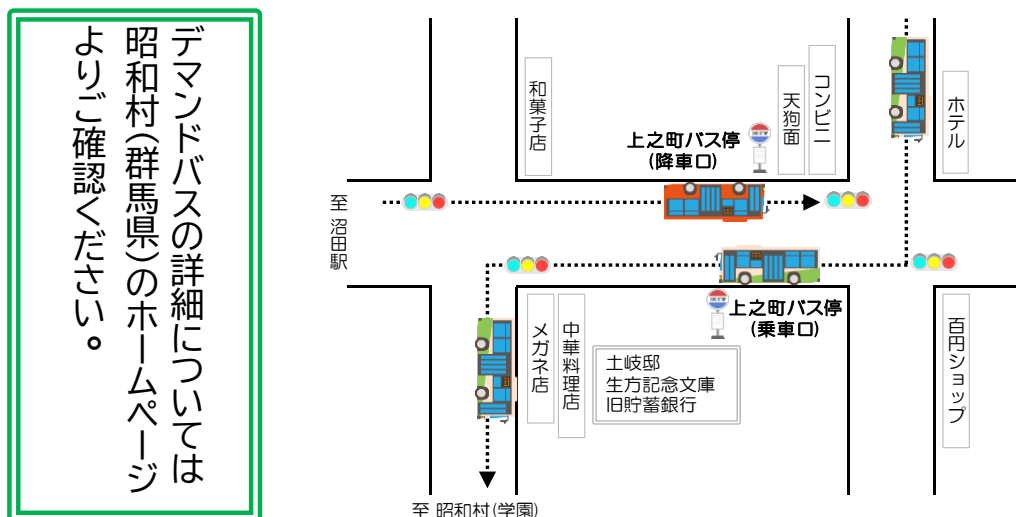 デマンドバスの詳細については
昭和村(群馬県)のホームページ
よりご確認ください。
和菓子店
上之町バス停
(降車口)
天狗面
コンビニ
ホテル
至 沼田駅
上之町バス停
(乗車口)
メガネ店
中華料理店
土岐邸
生方記念文庫
旧貯蓄銀行
百円ショップ
至 昭和村(学園)